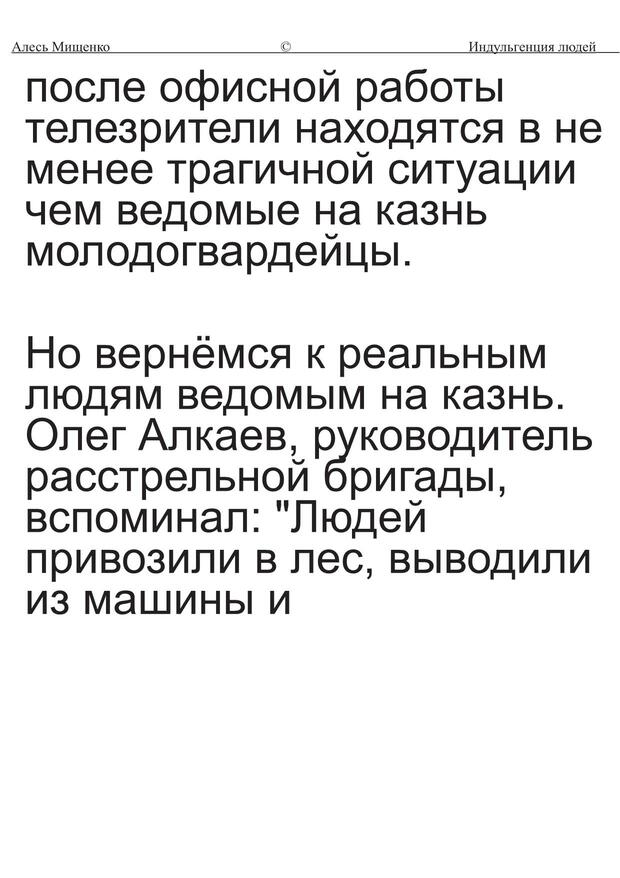 Алесь Мищенко © Индульгенция людей
после офисной работы
телезрители находятся в не
менее трагичной ситуации
чем ведомые на казнь
молодогвардейцы.
Но вернёмся к реальным
людям ведомым на казнь.
Олег Алкаев, руководитель
расстрельной бригады,
вспоминал: "Людей
привозили в лес, выводили
из машины и